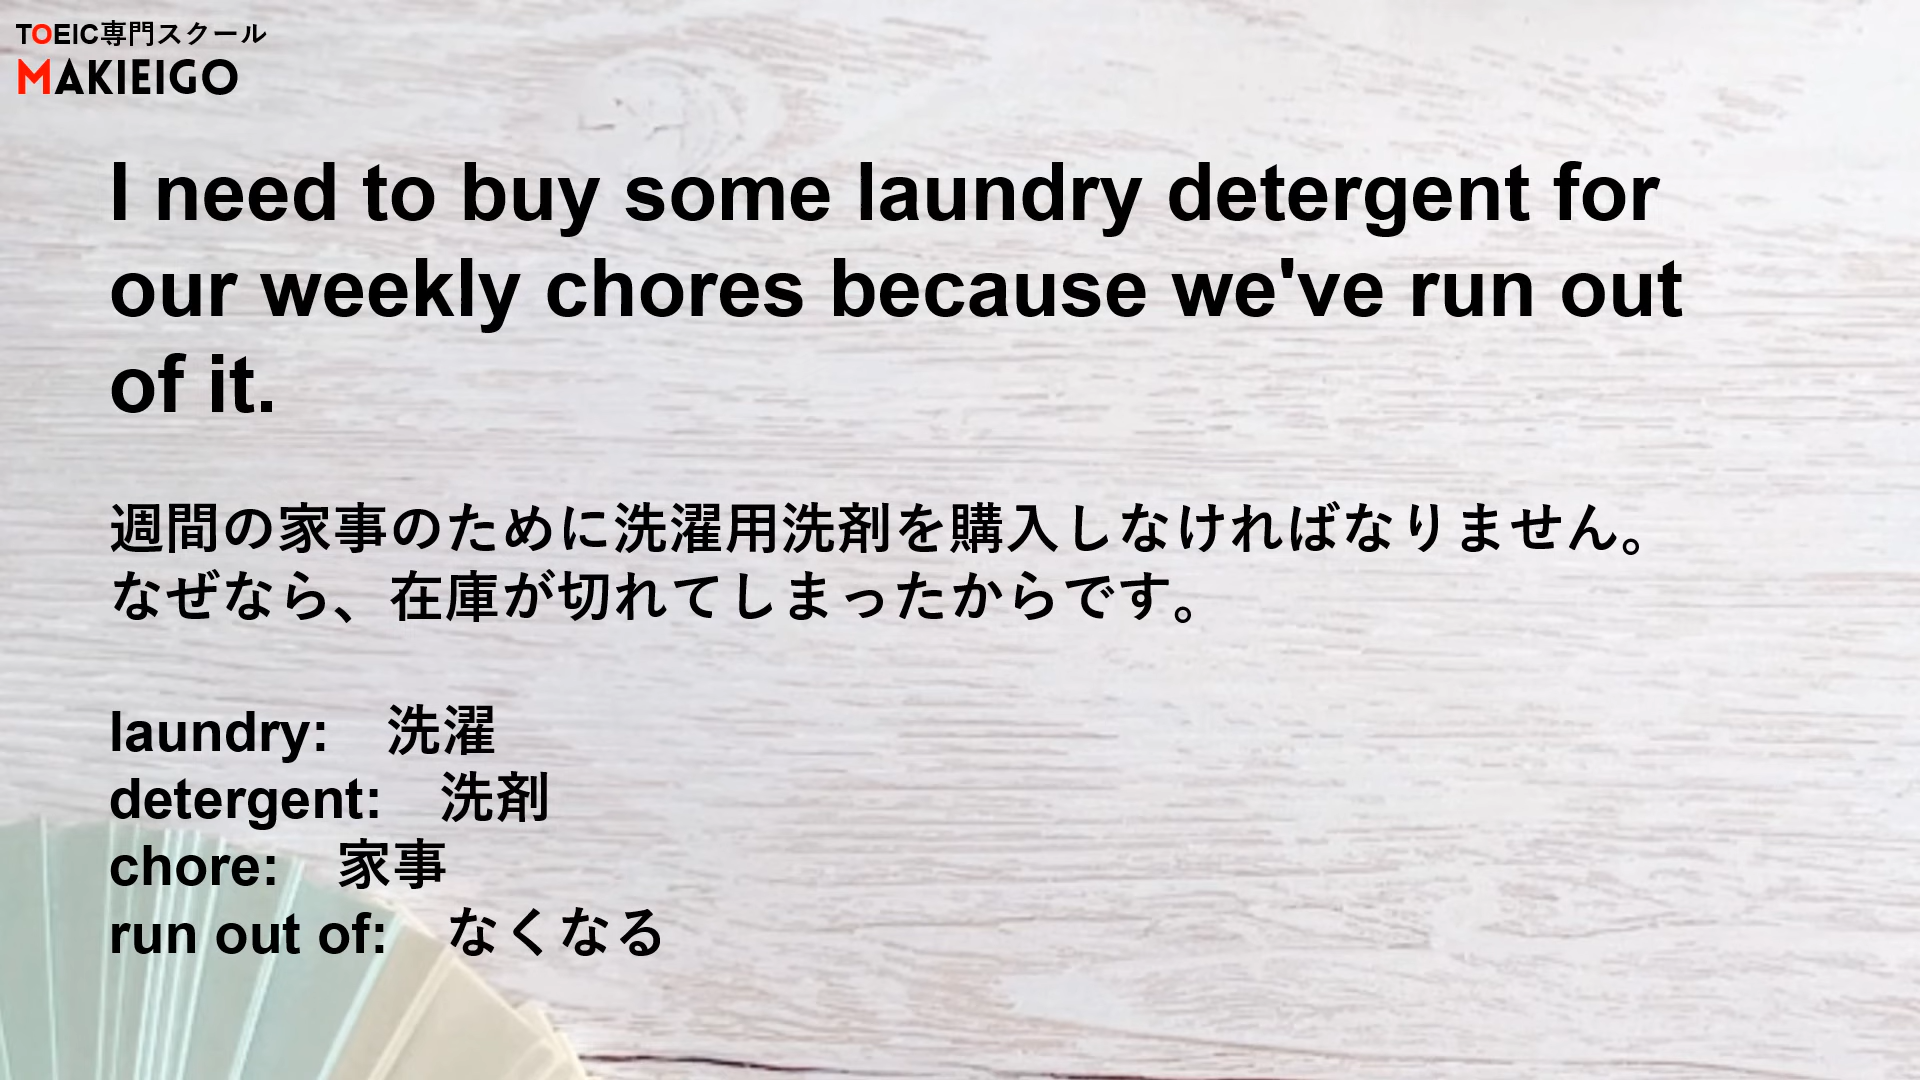 TOEIC専門スクール
MAKIEIGO
I need to buy some laundry detergent for
our weekly chores because we've run out
of it.
週間の家事のために洗濯用洗剤を購入しなければなりません。
なぜなら、在庫が切れてしまったからです。
laundry:　洗濯
detergent:　洗剤
chore:　家事
run out of:　なくなる